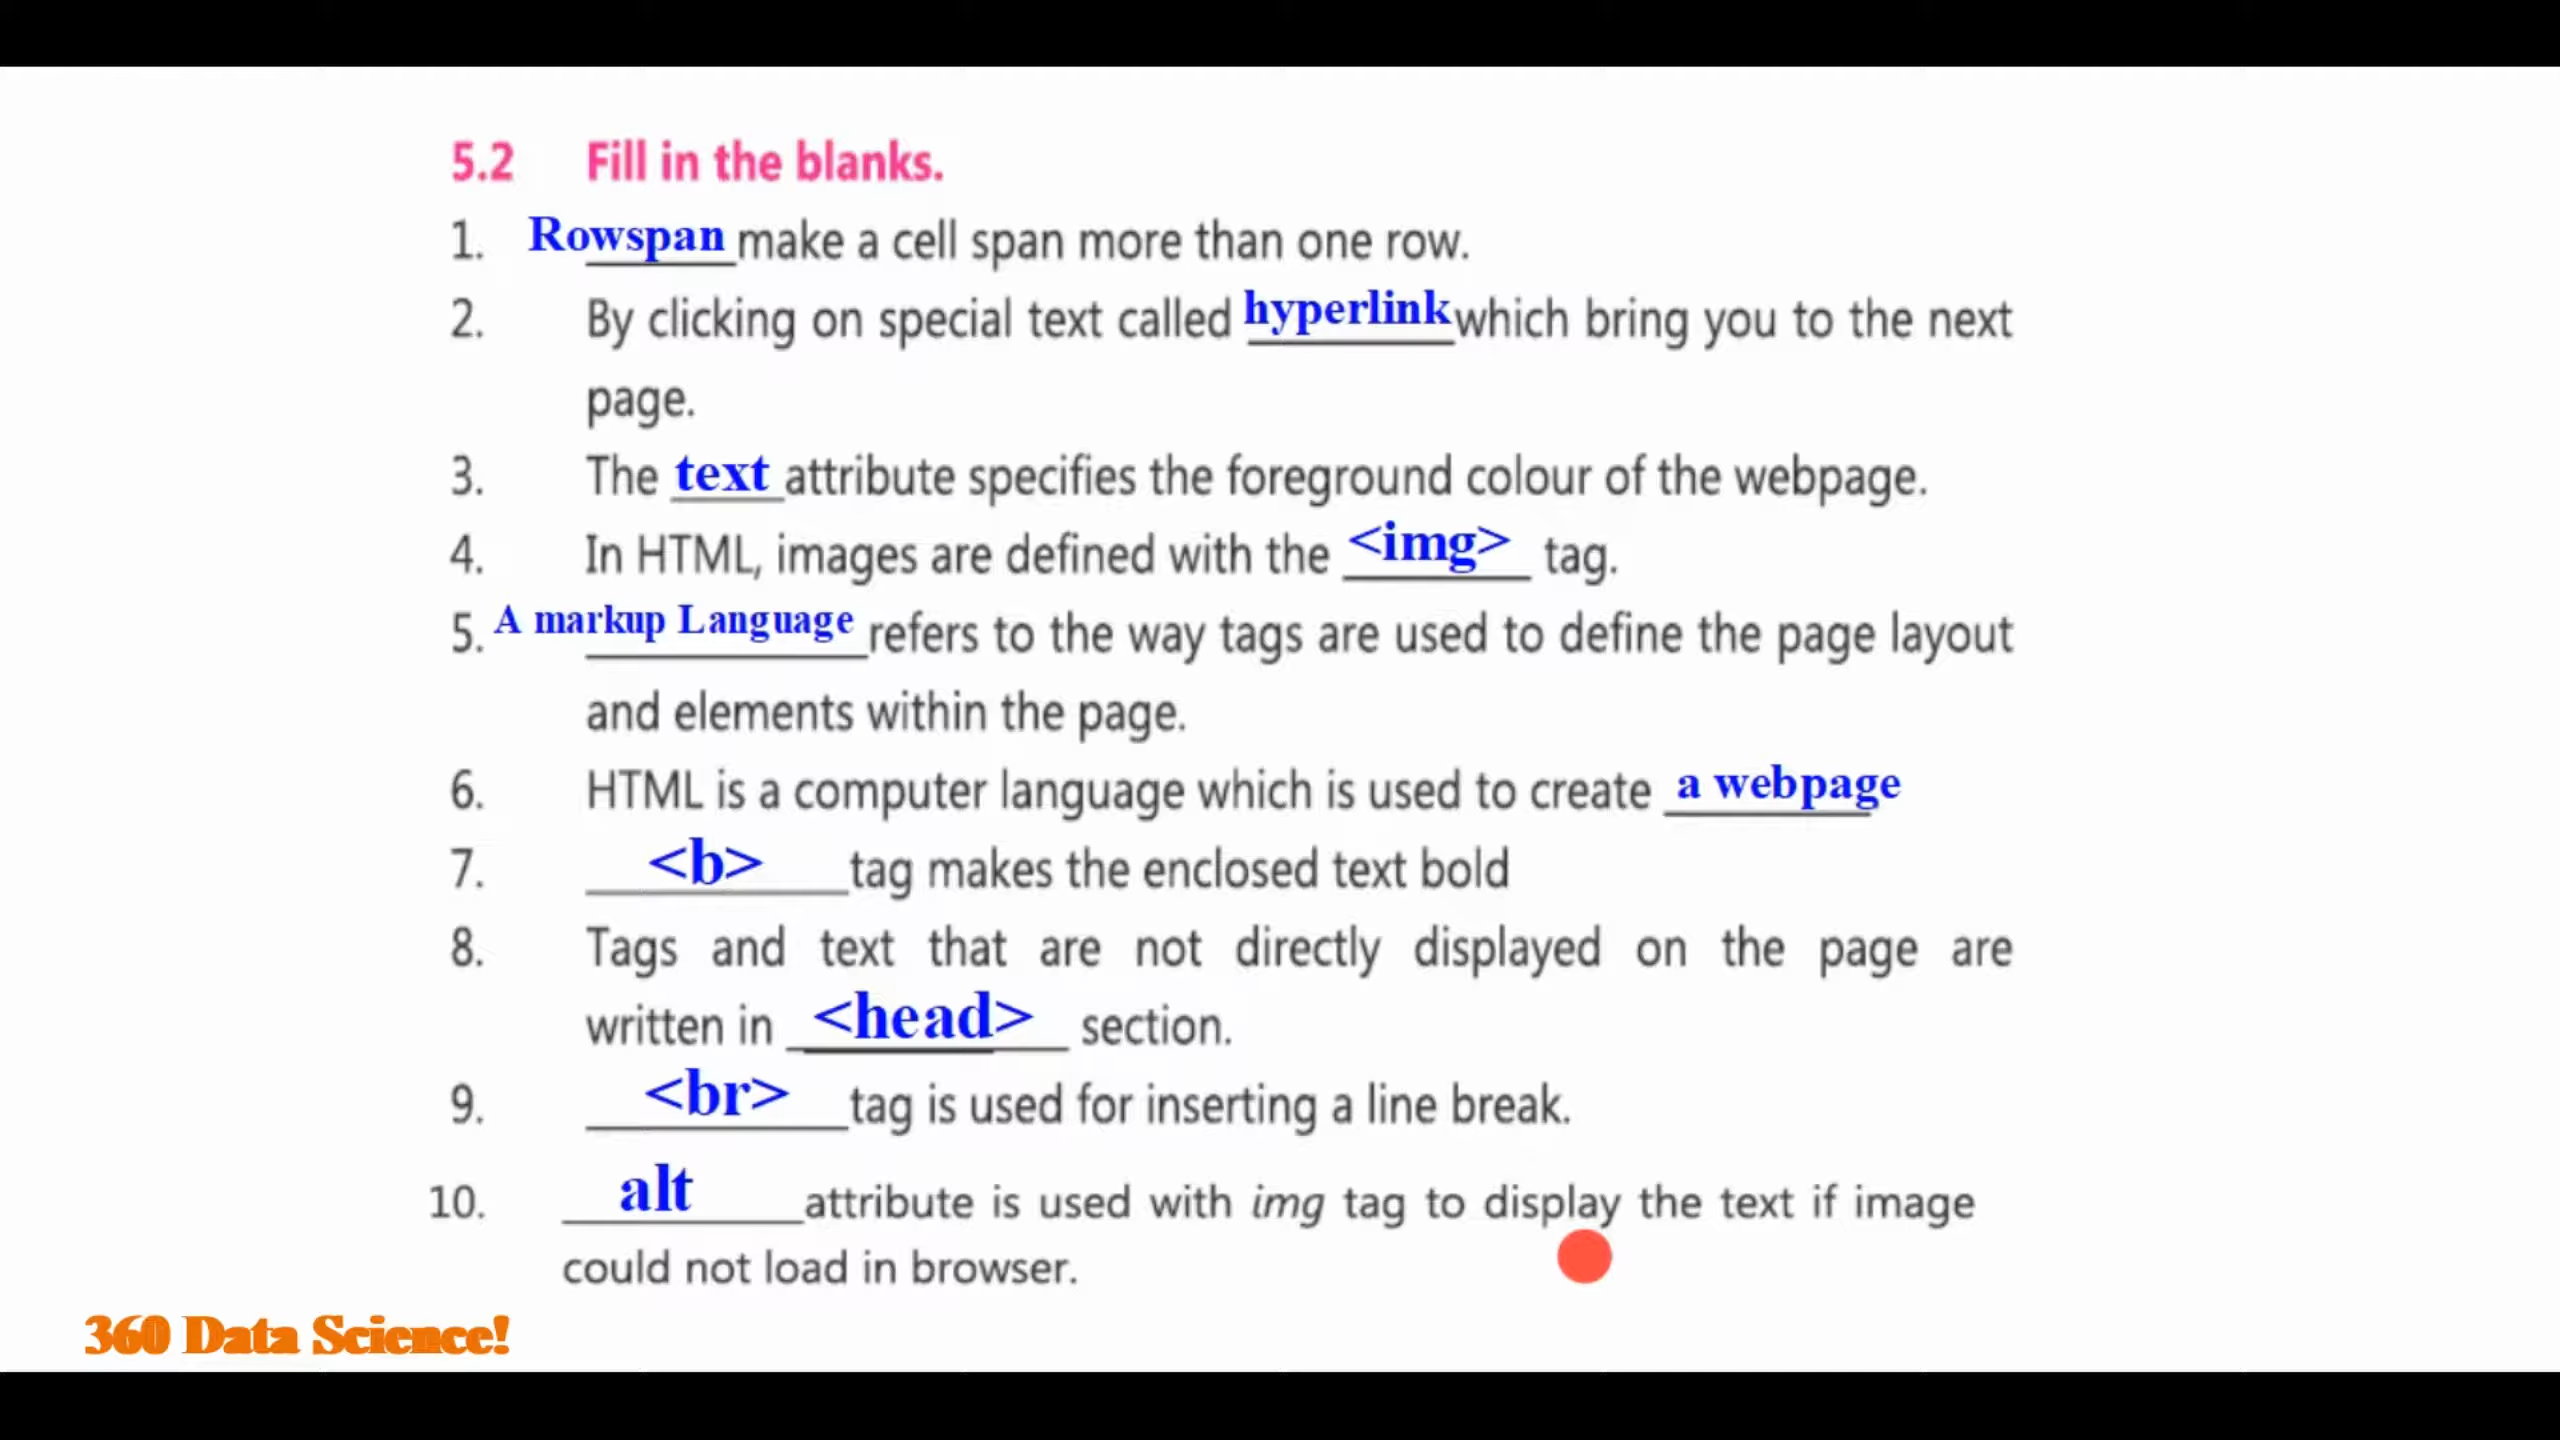 5.2 Fill in the blanks.
1. Rowspan make a cell span more than one row.
2. By clicking on special text called hyperlink which bring you to the next
page.
3. The text attribute specifies the foreground colour of the webpage.
4. In HTML, images are defined with the <img> tag.
5. A markup Language refers to the way tags are used to define the page layout
and elements within the page.
6. HTML is a computer language which is used to create a webpage
7. <b> tag makes the enclosed text bold
8. Tags and text that are not directly displayed on the page are
written in <head> section.
9. <br> tag is used for inserting a line break.
10. alt attribute is used with img tag to display the text if image
could not load in browser.
360 Data Science!